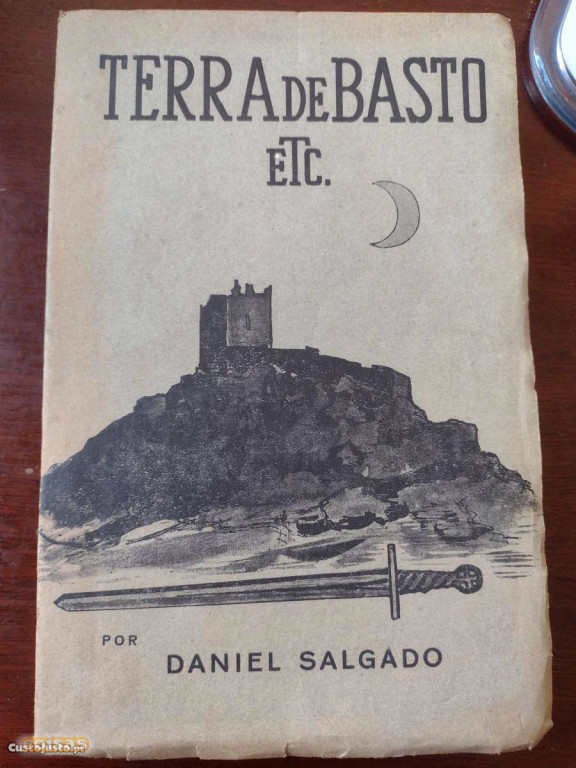 TERRA DE BASTO
ETC.
POR
DANIEL SALGADO
CustoJusto.pt